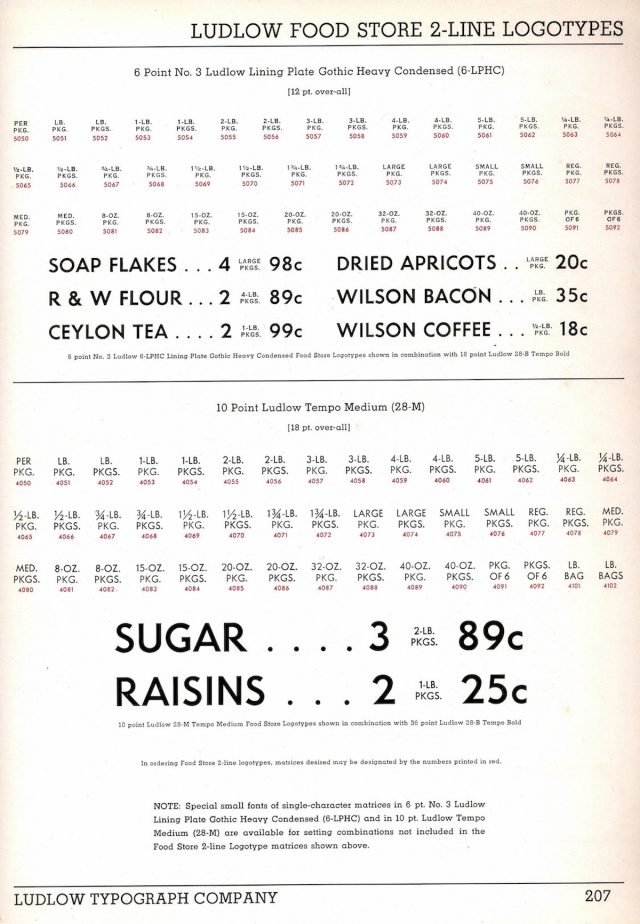 LUDLOW FOOD STORE 2-LINE LOGOTYPES
6 Point No. 3 Ludlow Lining Plate Gothic Heavy Condensed (6-LPHC)
[12 pt. over-all]
PER LB. LB. 1-LB. 1-LB. 2-LB. 2-LB. 3-LB. 3-LB. 4-LB. 4-LB. 5-LB. 5-LB. ¼-LB. ¼-LB.
PKG. PKG. PKGS. PKG. PKGS. PKG. PKGS. PKG. PKGS. PKG. PKGS. PKG. PKGS. PKG. PKGS.
5050 5051 5052 5053 5054 5055 5056 5057 5058 5059 5060 5061 5062 5063 5064
½-LB. ½-LB. ¾-LB. ¾-LB. 1½-LB. 1½-LB. 1¾-LB. 1¾-LB. LARGE LARGE SMALL SMALL REG. REG.
PKG. PKGS. PKG. PKGS. PKG. PKGS. PKG. PKGS. PKG. PKGS. PKG. PKGS. PKG. PKGS.
5065 5066 5067 5068 5069 5070 5071 5072 5073 5074 5075 5076 5077 5078
MED. MED. 8-OZ. 8-OZ. 15-OZ. 15-OZ. 20-OZ. 20-OZ. 32-OZ. 32-OZ. 40-OZ. 40-OZ. PKG. PKGS.
PKG. PKGS. PKG. PKGS. PKG. PKGS. PKG. PKGS. PKG. PKGS. PKG. PKGS. OF 6 OF 6
5079 5080 5081 5082 5083 5084 5085 5086 5087 5088 5089 5090 5091 5092
SOAP FLAKES . . . 4 LARGE PKGS. 98c DRIED APRICOTS . . LARGE PKG. 20c
R & W FLOUR . . . 2 4-LB. PKGS. 89c WILSON BACON . . . LB. PKG. 35c
CEYLON TEA . . . . 2 1-LB. PKGS. 99c WILSON COFFEE . . . ½-LB. PKG. 18c
6 point No. 3 Ludlow 6-LPHC Lining Plate Gothic Heavy Condensed Food Store Logotypes shown in combination with 18 point Ludlow 28-B Tempo Bold
10 Point Ludlow Tempo Medium (28-M)
[18 pt. over-all]
PER LB. LB. 1-LB. 1-LB. 2-LB. 2-LB. 3-LB. 3-LB. 4-LB. 4-LB. 5-LB. 5-LB. ¼-LB. ¼-LB.
PKG. PKG. PKGS. PKG. PKGS. PKG. PKGS. PKG. PKGS. PKG. PKGS. PKG. PKGS. PKG. PKGS.
4050 4051 4052 4053 4054 4055 4056 4057 4058 4059 4060 4061 4062 4063 4064
½-LB. ½-LB. ¾-LB. ¾-LB. 1½-LB. 1½-LB. 1¾-LB. 1¾-LB. LARGE LARGE SMALL SMALL REG. REG. MED.
PKG. PKGS. PKG. PKGS. PKG. PKGS. PKG. PKGS. PKG. PKGS. PKG. PKGS. PKG. PKGS. PKG.
4065 4066 4067 4068 4069 4070 4071 4072 4073 4074 4075 4076 4077 4078 4079
MED. 8-OZ. 8-OZ. 15-OZ. 15-OZ. 20-OZ. 20-OZ. 32-OZ. 32-OZ. 40-OZ. 40-OZ. PKG. PKGS. LB. LB.
PKGS. PKG. PKGS. PKG. PKGS. PKG. PKGS. PKG. PKGS. PKG. PKGS. OF 6 OF 6 BAG BAGS
4080 4081 4082 4083 4084 4085 4086 4087 4088 4089 4090 4091 4092 4101 4102
SUGAR . . . . 3 2-LB. PKGS. 89c
RAISINS . . . 2 1-LB. PKGS. 25c
10 point Ludlow 28-M Tempo Medium Food Store Logotypes shown in combination with 36 point Ludlow 28-B Tempo Bold
In ordering Food Store 2-line logotypes, matrices desired may be designated by the numbers printed in red.
NOTE: Special small fonts of single-character matrices in 6 pt. No. 3 Ludlow
Lining Plate Gothic Heavy Condensed (6-LPHC) and in 10 pt. Ludlow Tempo
Medium (28-M) are available for setting combinations not included in the
Food Store 2-line Logotype matrices shown above.
LUDLOW TYPOGRAPH COMPANY 207